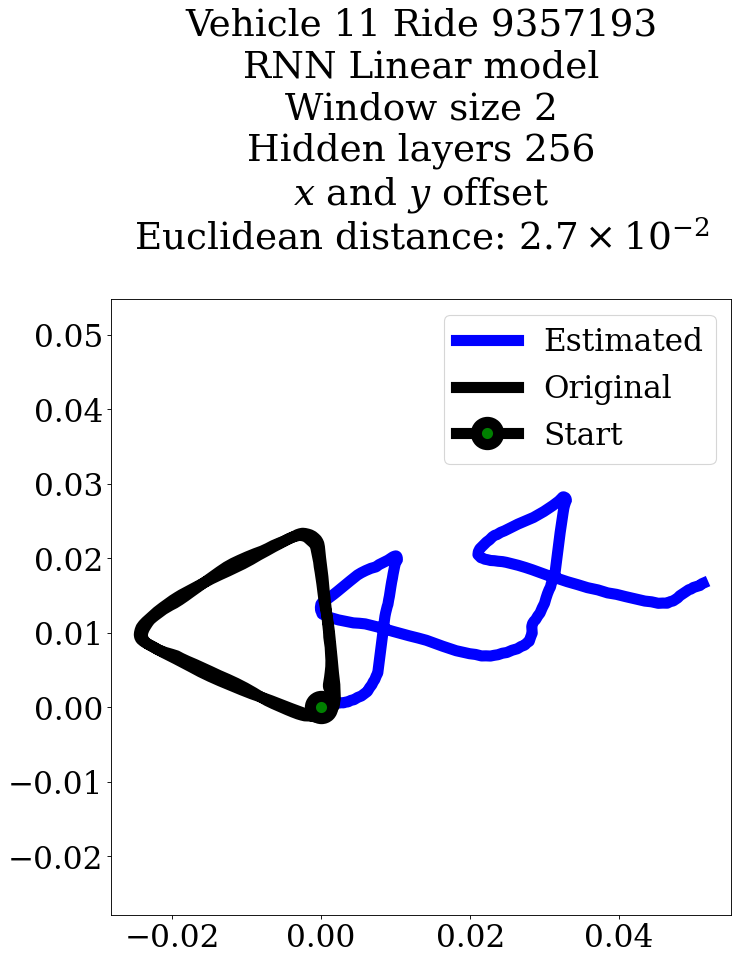 Vehicle 11 Ride 9357193
RNN Linear model
Window size 2
Hidden layers 256
x and y offset
Euclidean distance: 2.7 × 10⁻²
Estimated
Original
Start
0.05
0.04
0.03
0.02
0.01
0.00
−0.01
−0.02
−0.02 0.00 0.02 0.04